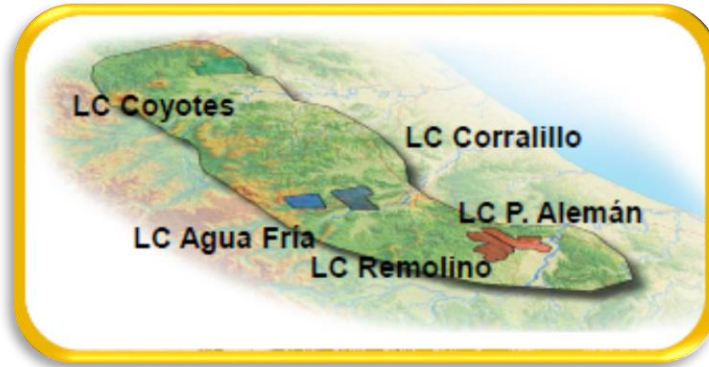 LC Coyotes
LC Corralillo
LC P. Alemán
LC Agua Fría
LC Remolino